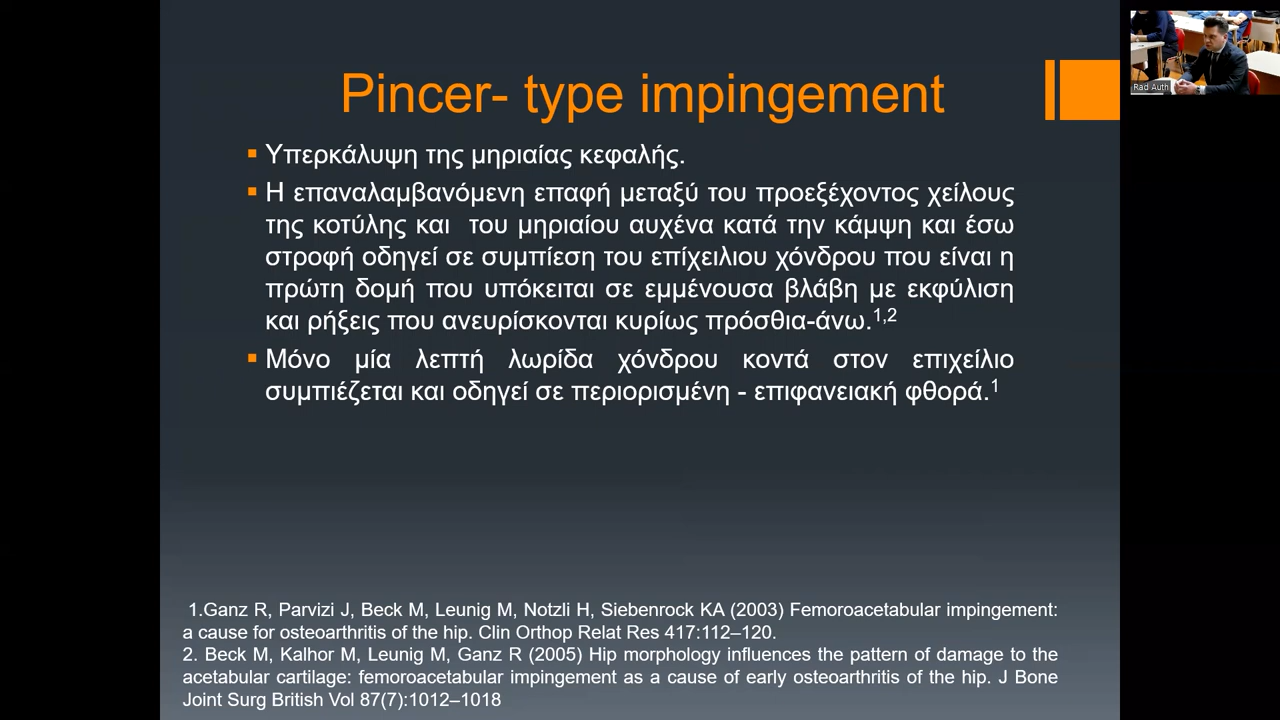 Pincer- type impingement
Rad Auth
▪ Υπερκάλυψη της μηριαίας κεφαλής.
▪ Η επαναλαμβανόμενη επαφή μεταξύ του προεξέχοντος χείλους
της κοτύλης και του μηριαίου αυχένα κατά την κάμψη και έσω
στροφή οδηγεί σε συμπίεση του επίχειλιου χόνδρου που είναι η
πρώτη δομή που υπόκειται σε εμμένουσα βλάβη με εκφύλιση
και ρήξεις που ανευρίσκονται κυρίως πρόσθια-άνω.1,2
▪ Μόνο μία λεπτή λωρίδα χόνδρου κοντά στον επιχείλιο
συμπιέζεται και οδηγεί σε περιορισμένη - επιφανειακή φθορά.1
1.Ganz R, Parvizi J, Beck M, Leunig M, Notzli H, Siebenrock KA (2003) Femoroacetabular impingement:
a cause for osteoarthritis of the hip. Clin Orthop Relat Res 417:112–120.
2. Beck M, Kalhor M, Leunig M, Ganz R (2005) Hip morphology influences the pattern of damage to the
acetabular cartilage: femoroacetabular impingement as a cause of early osteoarthritis of the hip. J Bone
Joint Surg British Vol 87(7):1012–1018